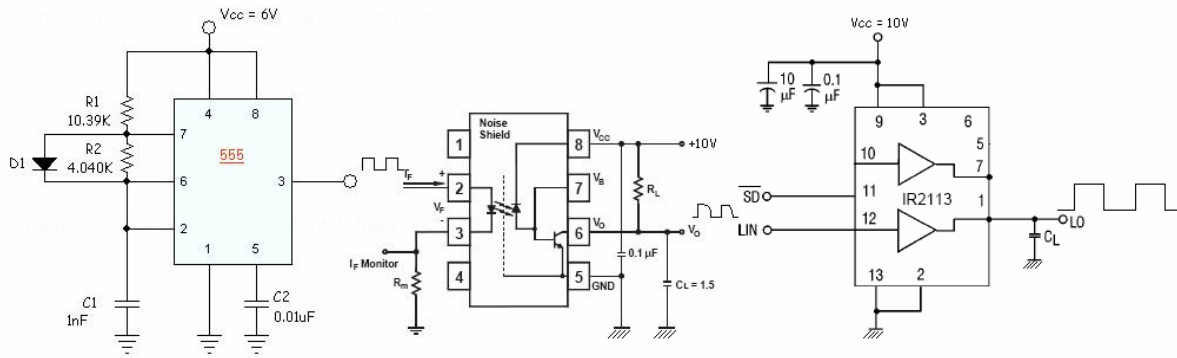 Vcc = 6V
R1
10.39K
R2
4.040K
D1
4
8
7
555
6
3
2
1
5
C1
1nF
C2
0.01uF
Noise
Shield
1
2
3
4
8
7
6
5
IF
+
VF
-
IF Monitor
Rm
VCC
VB
VO
GND
+10V
RL
VO
0.1 µF
CL = 1.5
Vcc = 10V
10
µF
0.1
µF
9
3
6
5
7
10
11
IR2113
1
12
13
2
SD
LIN
LO
CL